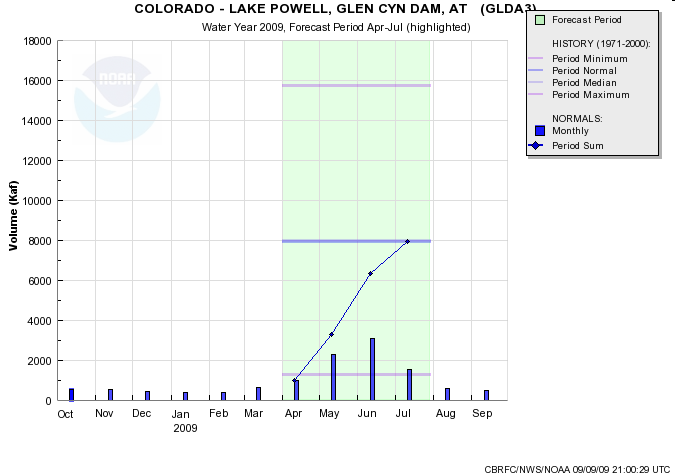 COLORADO - LAKE POWELL, GLEN CYN DAM, AT (GLDA3)
Water Year 2009, Forecast Period Apr-Jul (highlighted)
Forecast Period
HISTORY (1971-2000):
Period Minimum
Period Normal
Period Median
Period Maximum
NORMALS:
Monthly
Period Sum
NOAA
Volume (Kaf)
18000
16000
14000
12000
10000
8000
6000
4000
2000
0
Oct Nov Dec Jan Feb Mar Apr May Jun Jul Aug Sep
2009
CBRFC/NWS/NOAA 09/09/09 21:00:29 UTC